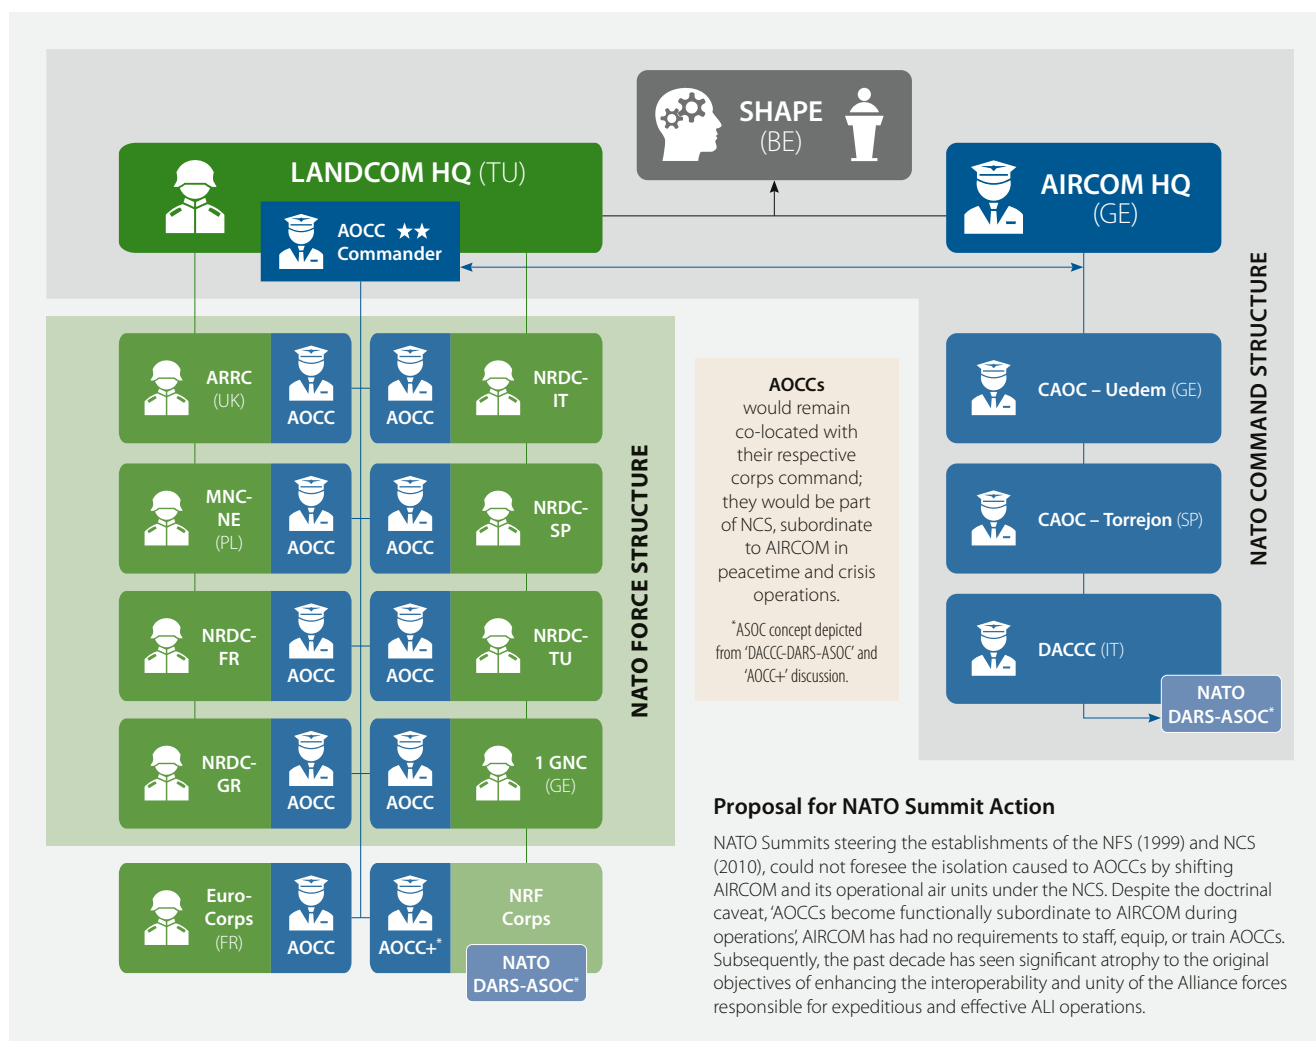 SHAPE
(BE)
LANDCOM HQ (TU)
AOCC ★★
Commander
AIRCOM HQ
(GE)
NATO COMMAND STRUCTURE
NATO FORCE STRUCTURE
ARRC
(UK)
AOCC
AOCC
NRDC-
IT
MNC-
NE
(PL)
AOCC
AOCC
NRDC-
SP
NRDC-
FR
AOCC
AOCC
NRDC-
TU
NRDC-
GR
AOCC
AOCC
1 GNC
(GE)
Euro-
Corps
(FR)
AOCC
AOCC+*
NRF
Corps
NATO
DARS-ASOC*
AOCCs
would remain
co-located with
their respective
corps command;
they would be part
of NCS, subordinate
to AIRCOM in
peacetime and crisis
operations.
*ASOC concept depicted
from ‘DACCC-DARS-ASOC’ and
‘AOCC+’ discussion.
CAOC – Uedem (GE)
CAOC – Torrejon (SP)
DACCC (IT)
NATO
DARS-ASOC*
Proposal for NATO Summit Action
NATO Summits steering the establishments of the NFS (1999) and NCS
(2010), could not foresee the isolation caused to AOCCs by shifting
AIRCOM and its operational air units under the NCS. Despite the doctrinal
caveat, ‘AOCCs become functionally subordinate to AIRCOM during
operations’, AIRCOM has had no requirements to staff, equip, or train AOCCs.
Subsequently, the past decade has seen significant atrophy to the original
objectives of enhancing the interoperability and unity of the Alliance forces
responsible for expeditious and effective ALI operations.